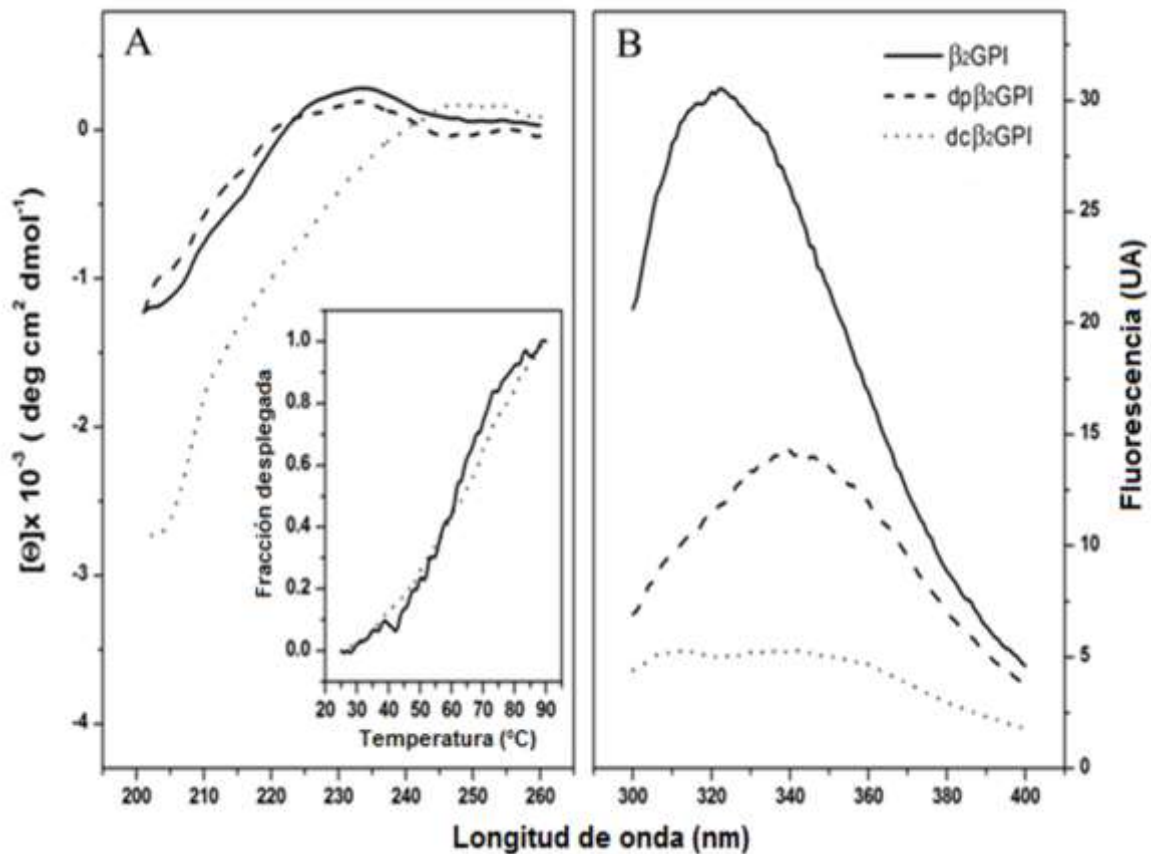 A
B
β₂GPI
dpβ₂GPI
dcβ₂GPI
[Θ]x 10⁻³ ( deg cm² dmol⁻¹)
0
-1
-2
-3
-4
Fracción desplegada
1.0
0.8
0.6
0.4
0.2
0.0
20 30 40 50 60 70 80 90
Temperatura (ºC)
200 210 220 230 240 250 260
300 320 340 360 380 400
Longitud de onda (nm)
30
25
20
15
10
5
0
Fluorescencia (UA)